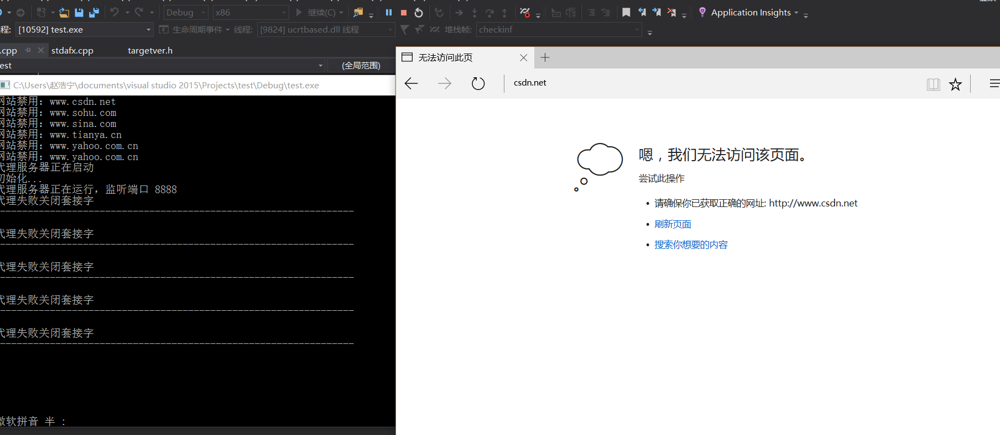 Debug x86 继续(C) Application Insights
程: [10592] test.exe 生命周期事件 线程: [9824] ucrtbased.dll 线程 堆栈帧: checkinf
.cpp stdafx.cpp targetver.h
est (全局范围)
C:\Users\赵浩宁\documents\visual studio 2015\Projects\test\Debug\test.exe
网站禁用：www.csdn.net
网站禁用：www.sohu.com
网站禁用：www.sina.com
网站禁用：www.tianya.cn
网站禁用：www.yahoo.com.cn
网站禁用：www.yahoo.com.cn
代理服务器正在启动
初始化...
代理服务器正在运行，监听端口 8888
代理失败关闭套接字
----------------------------------------------------------------
代理失败关闭套接字
----------------------------------------------------------------
代理失败关闭套接字
----------------------------------------------------------------
代理失败关闭套接字
----------------------------------------------------------------
代理失败关闭套接字
----------------------------------------------------------------
微软拼音 半 :
无法访问此页
csdn.net
嗯，我们无法访问该页面。
尝试此操作
• 请确保你已获取正确的网址: http://www.csdn.net
• 刷新页面
• 搜索你想要的内容